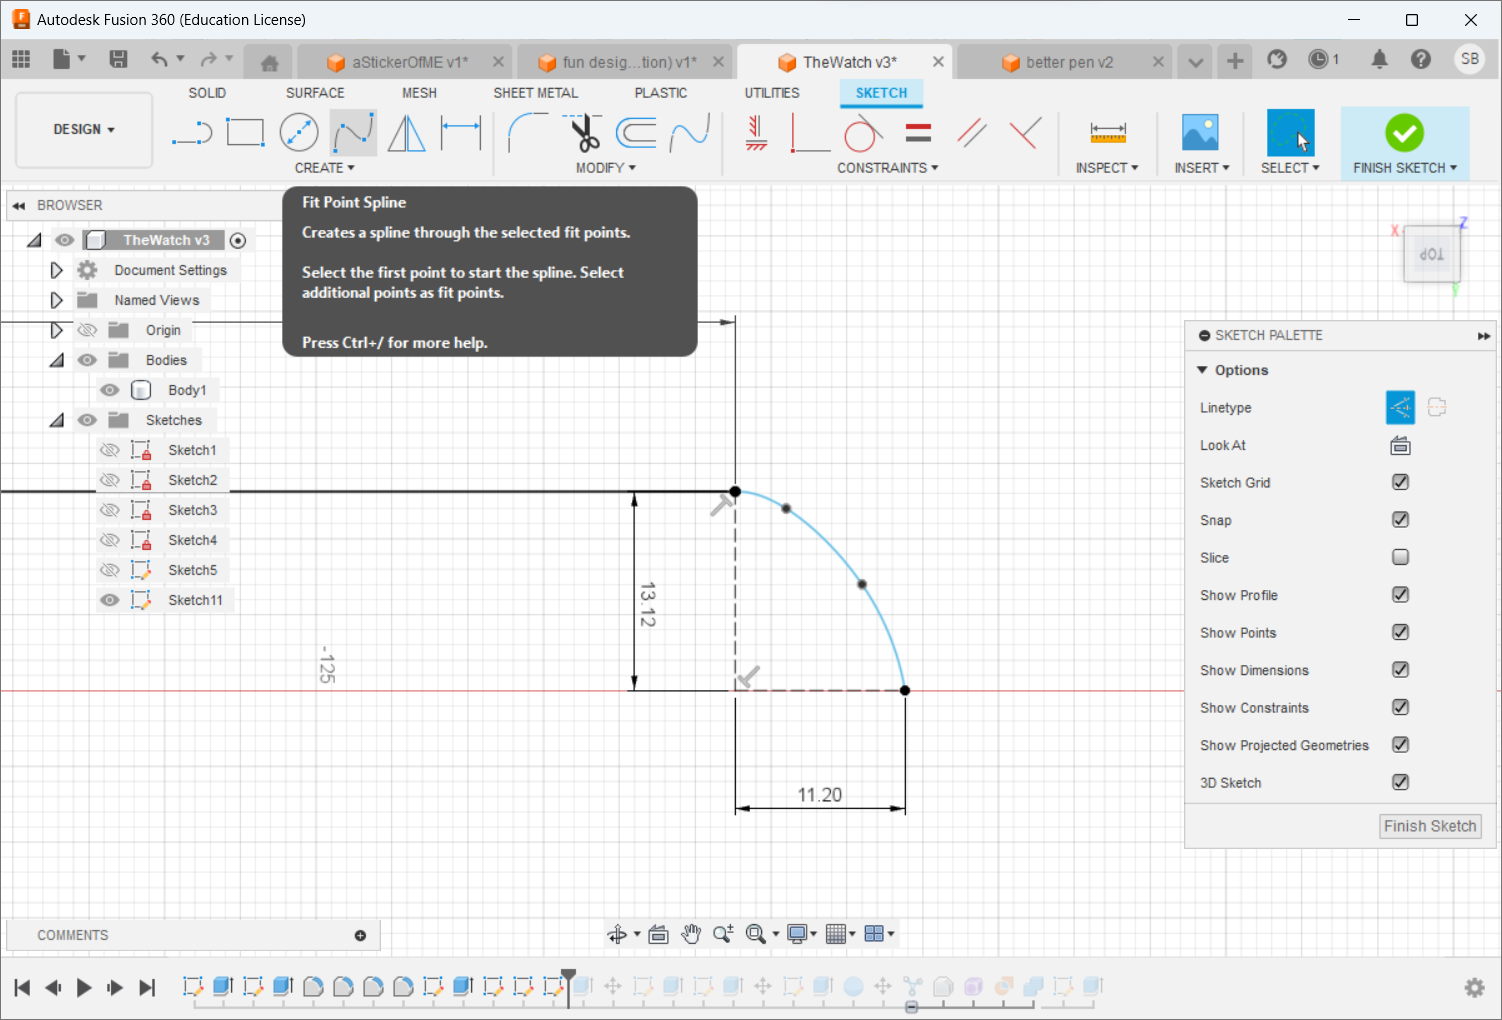 Autodesk Fusion 360 (Education License)
aStickerOfME v1*
fun desig...tion) v1*
TheWatch v3*
better pen v2
1
SB
SOLID
SURFACE
MESH
SHEET METAL
PLASTIC
UTILITIES
SKETCH
DESIGN
CREATE
MODIFY
CONSTRAINTS
INSPECT
INSERT
SELECT
FINISH SKETCH
Fit Point Spline
Creates a spline through the selected fit points.
Select the first point to start the spline. Select
additional points as fit points.
Press Ctrl+/ for more help.
BROWSER
TheWatch v3
Document Settings
Named Views
Origin
Bodies
Body1
Sketches
Sketch1
Sketch2
Sketch3
Sketch4
Sketch5
Sketch11
X
Z
TOP
Y
13.12
-125
11.20
SKETCH PALETTE
Options
Linetype
Look At
Sketch Grid
Snap
Slice
Show Profile
Show Points
Show Dimensions
Show Constraints
Show Projected Geometries
3D Sketch
Finish Sketch
COMMENTS